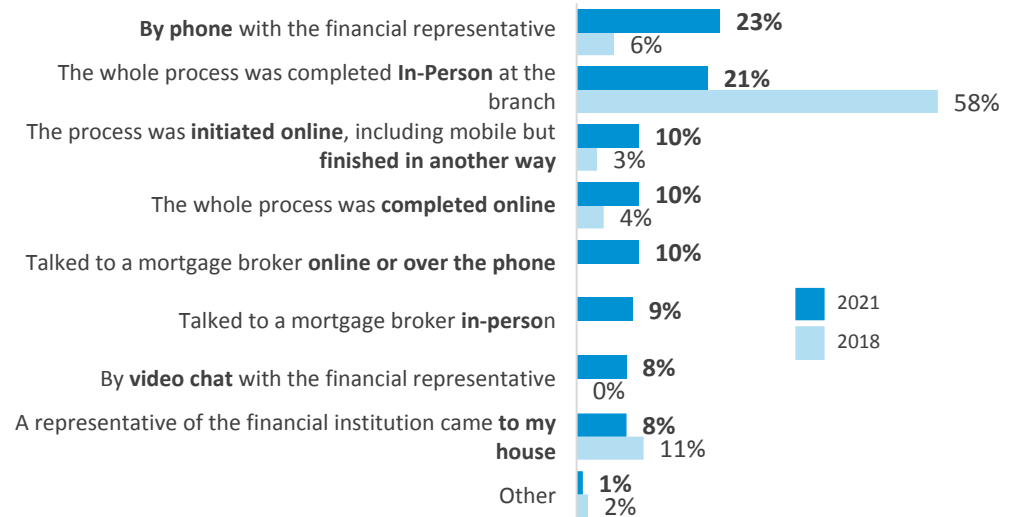 By phone with the financial representative
23%
6%
The whole process was completed In-Person at the
branch
21%
58%
The process was initiated online, including mobile but
finished in another way
10%
3%
The whole process was completed online
10%
4%
Talked to a mortgage broker online or over the phone
10%
Talked to a mortgage broker in-person
9%
2021
2018
By video chat with the financial representative
8%
0%
A representative of the financial institution came to my
house
8%
11%
Other
1%
2%